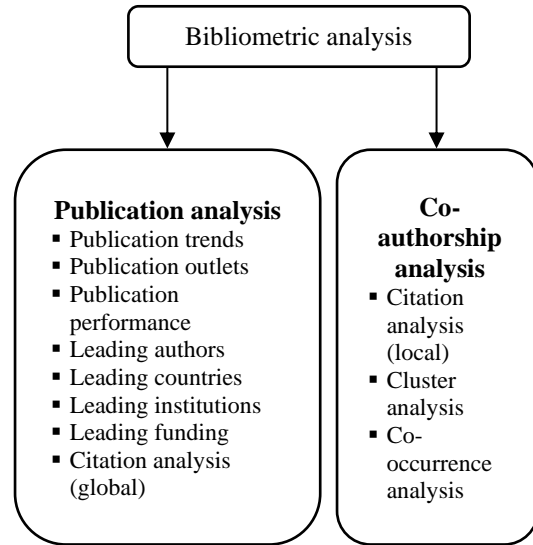 Bibliometric analysis
Publication analysis
▪ Publication trends
▪ Publication outlets
▪ Publication
performance
▪ Leading authors
▪ Leading countries
▪ Leading institutions
▪ Leading funding
▪ Citation analysis
(global)
Co-
authorship
analysis
▪ Citation
analysis
(local)
▪ Cluster
analysis
▪ Co-
occurrence
analysis